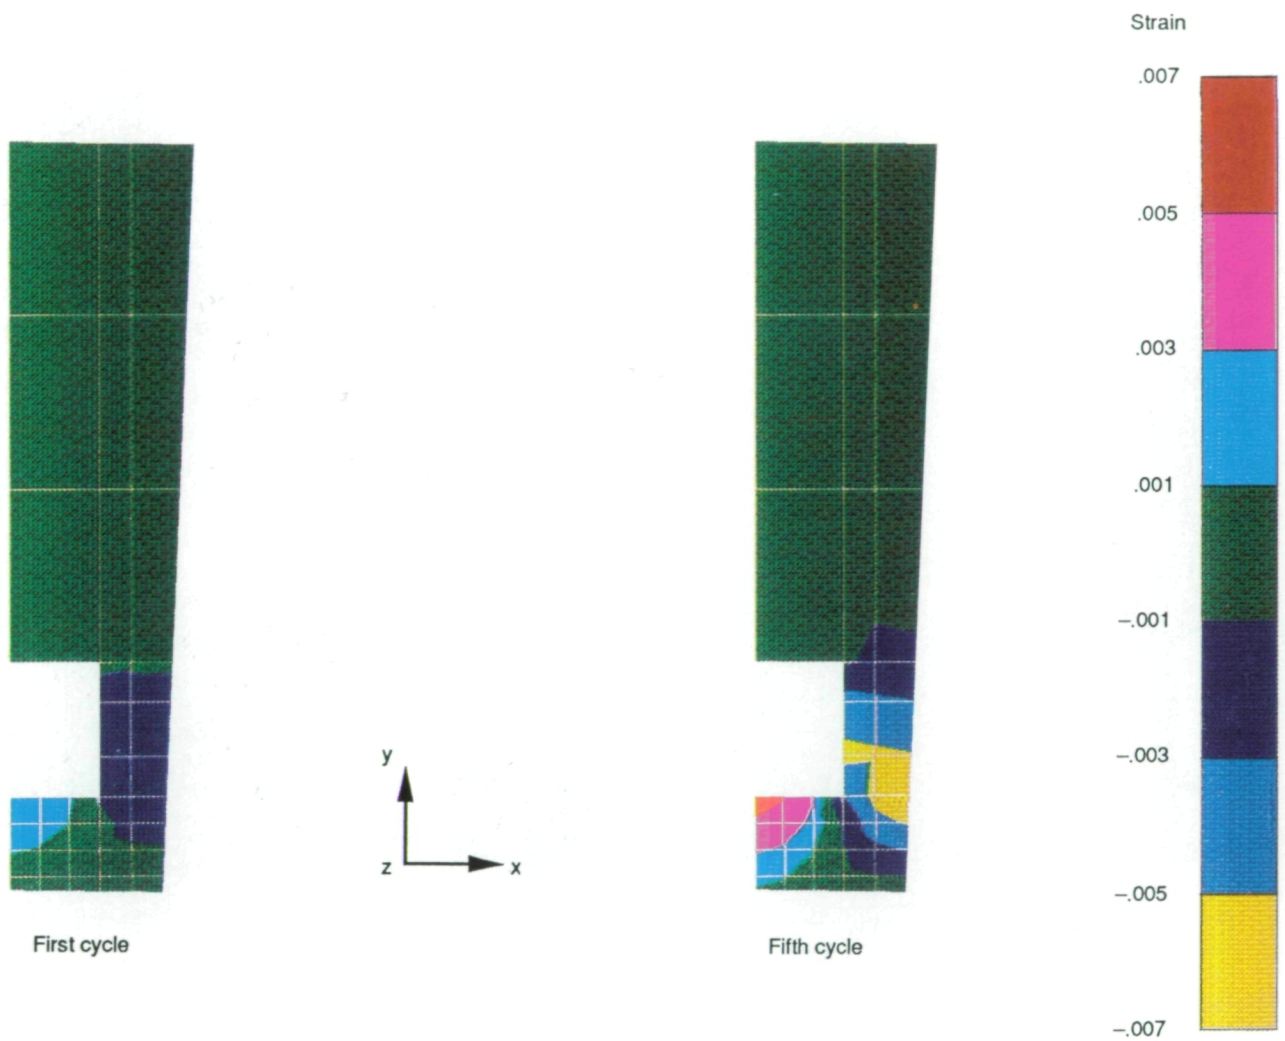 Strain
.007
.005
.003
.001
–.001
–.003
–.005
–.007
y
z
x
First cycle
Fifth cycle